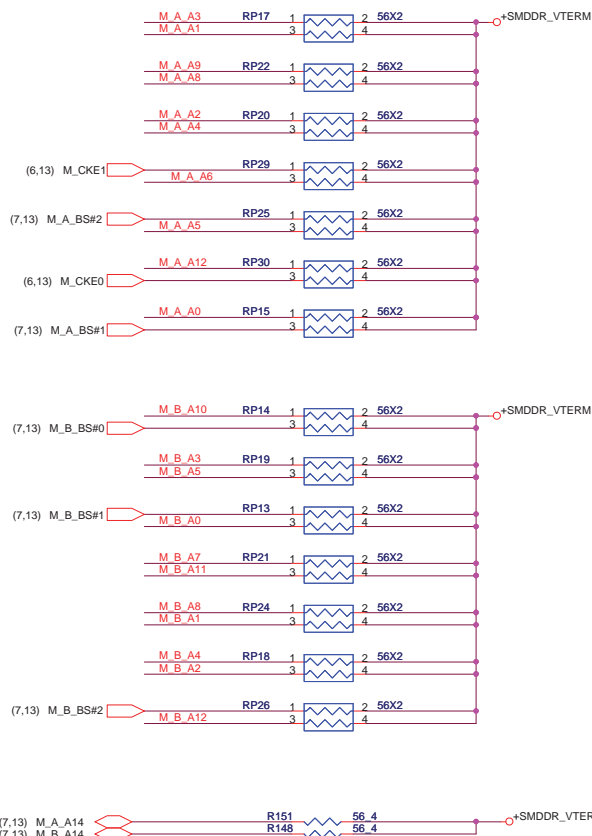 M_A_A3 RP17 1 2 56X2 +SMDDR_VTERM
M_A_A1 3 4
M_A_A9 RP22 1 2 56X2
M_A_A8 3 4
M_A_A2 RP20 1 2 56X2
M_A_A4 3 4
(6,13) M_CKE1 RP29 1 2 56X2
M_A_A6 3 4
(7,13) M_A_BS#2 RP25 1 2 56X2
M_A_A5 3 4
M_A_A12 RP30 1 2 56X2
(6,13) M_CKE0 3 4
M_A_A0 RP15 1 2 56X2
(7,13) M_A_BS#1 3 4
M_B_A10 RP14 1 2 56X2 +SMDDR_VTERM
(7,13) M_B_BS#0 3 4
M_B_A3 RP19 1 2 56X2
M_B_A5 3 4
(7,13) M_B_BS#1 RP13 1 2 56X2
M_B_A0 3 4
M_B_A7 RP21 1 2 56X2
M_B_A11 3 4
M_B_A8 RP24 1 2 56X2
M_B_A1 3 4
M_B_A4 RP18 1 2 56X2
M_B_A2 3 4
(7,13) M_B_BS#2 RP26 1 2 56X2
M_B_A12 3 4
(7,13) M_A_A14 R151 56_4 +SMDDR_VTER
(7,13) M_B_A14 R148 56_4